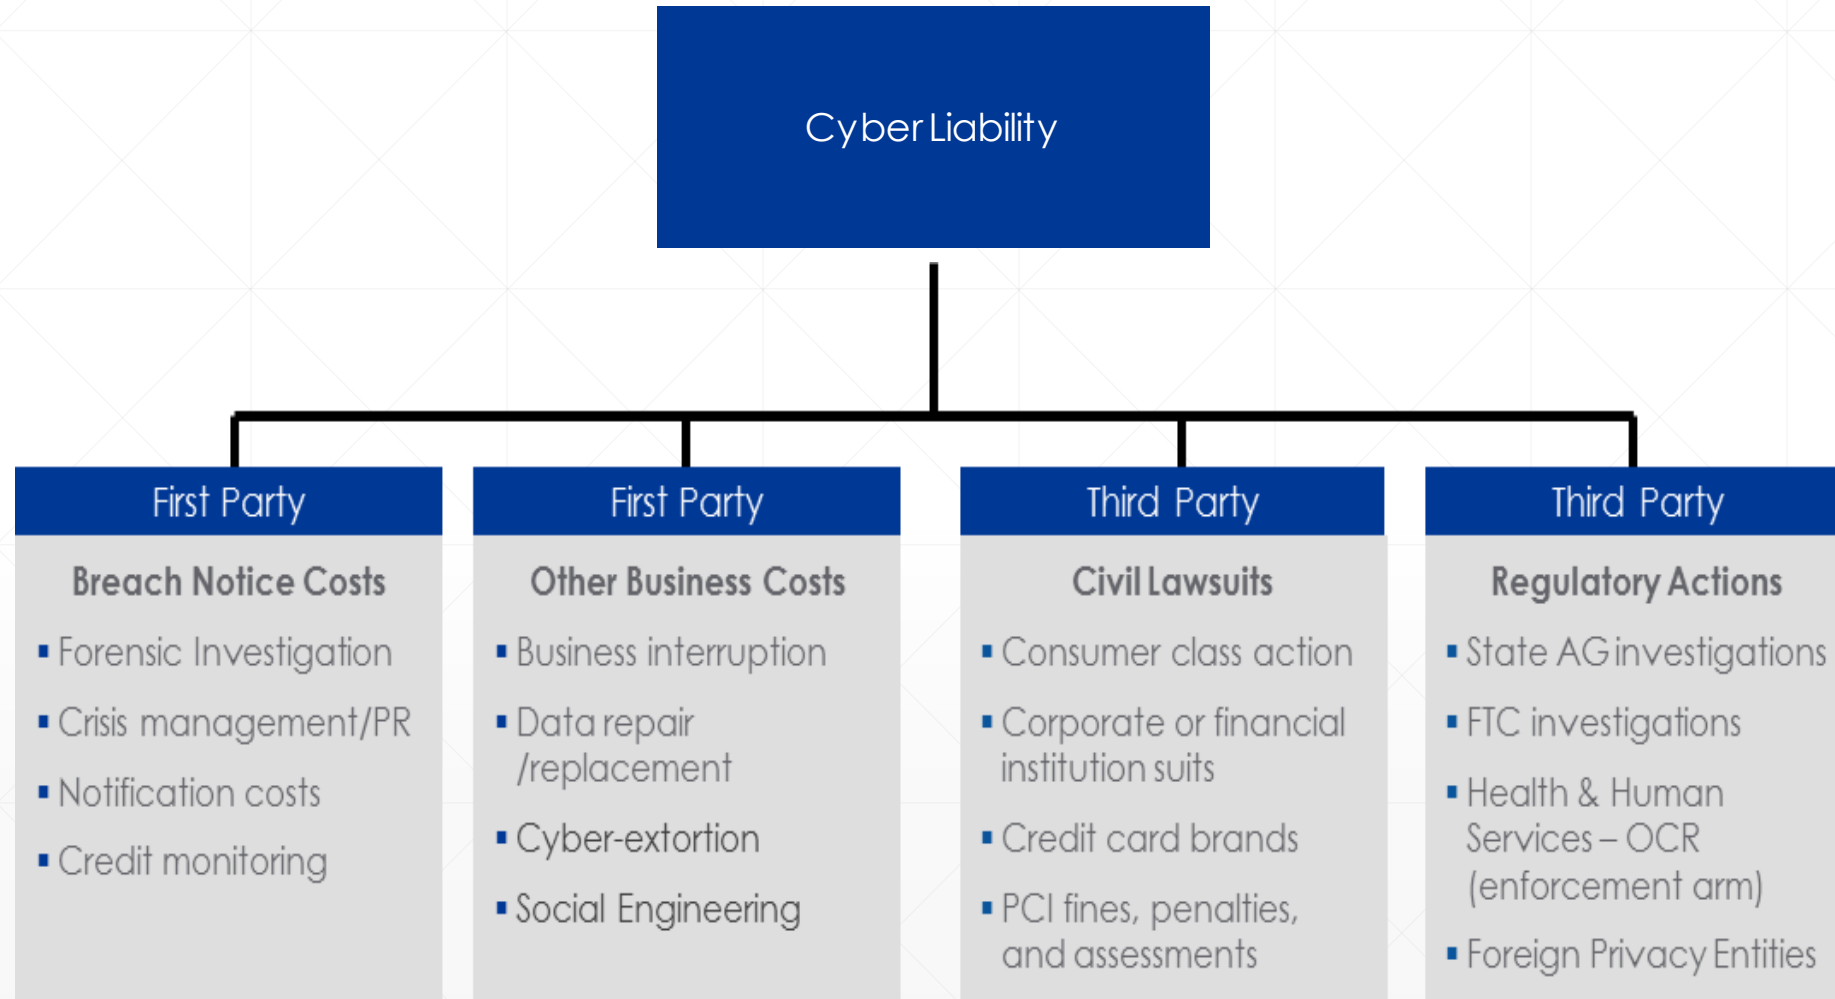 Cyber Liability
First Party
Breach Notice Costs
▪ Forensic Investigation
▪ Crisis management/PR
▪ Notification costs
▪ Credit monitoring
First Party
Other Business Costs
▪ Business interruption
▪ Data repair
/replacement
▪ Cyber-extortion
▪ Social Engineering
Third Party
Civil Lawsuits
▪ Consumer class action
▪ Corporate or financial
institution suits
▪ Credit card brands
▪ PCI fines, penalties,
and assessments
Third Party
Regulatory Actions
▪ State AG investigations
▪ FTC investigations
▪ Health & Human
Services – OCR
(enforcement arm)
▪ Foreign Privacy Entities